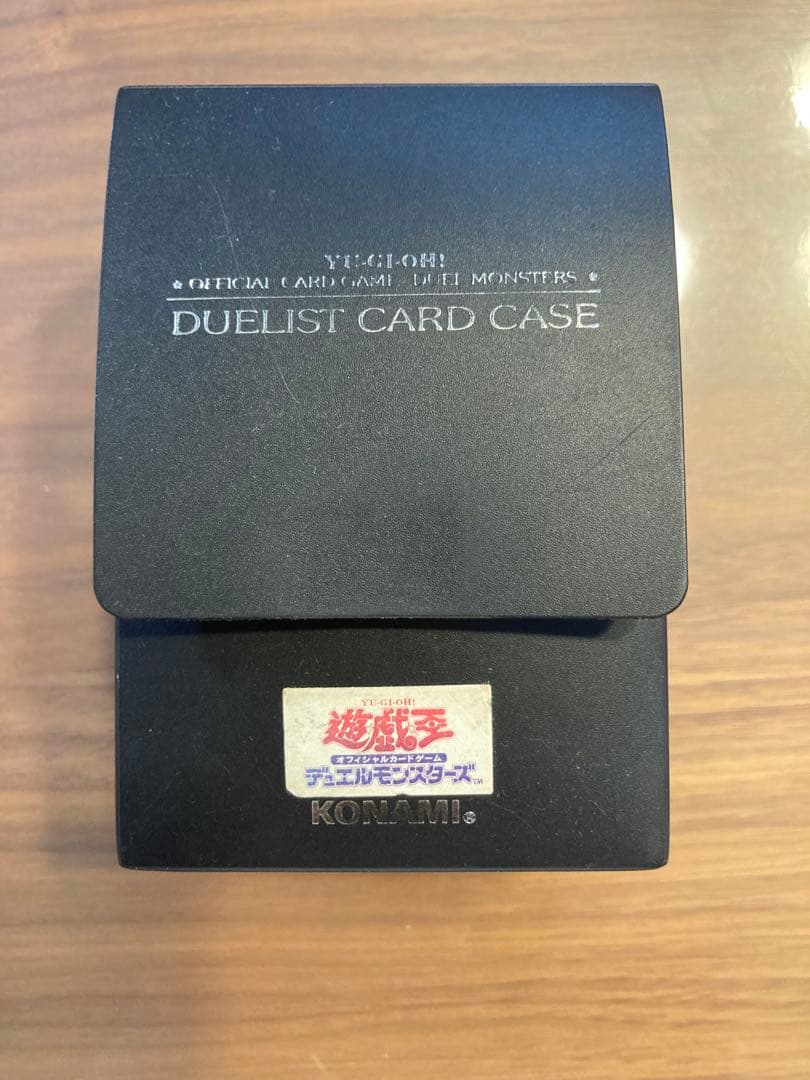 YU-GI-OH!
OFFICIAL CARD GAME DUEL MONSTERS
DUELIST CARD CASE
YU-GI-OH!
遊戯王
オフィシャルカードゲーム
デュエルモンスターズ™
KONAMI®